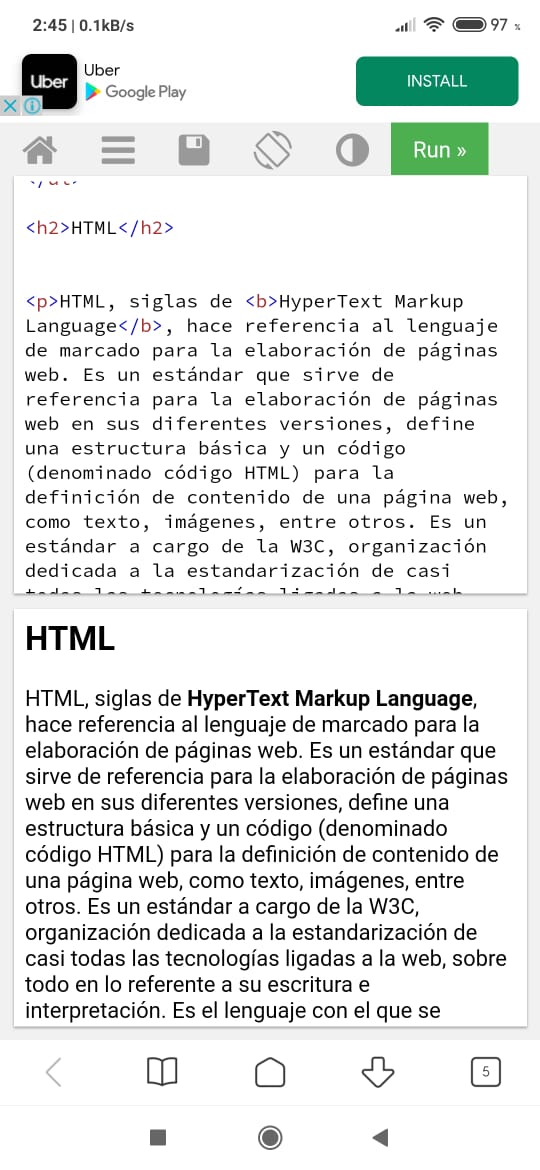 2:45 | 0.1kB/s
97 %
Uber
Uber
Google Play
INSTALL
Run »
</ul>
<h2>HTML</h2>
<p>HTML, siglas de <b>HyperText Markup
Language</b>, hace referencia al lenguaje
de marcado para la elaboración de páginas
web. Es un estándar que sirve de
referencia para la elaboración de páginas
web en sus diferentes versiones, define
una estructura básica y un código
(denominado código HTML) para la
definición de contenido de una página web,
como texto, imágenes, entre otros. Es un
estándar a cargo de la W3C, organización
dedicada a la estandarización de casi
todas las tecnologías ligadas a la web,
HTML
HTML, siglas de HyperText Markup Language,
hace referencia al lenguaje de marcado para la
elaboración de páginas web. Es un estándar que
sirve de referencia para la elaboración de páginas
web en sus diferentes versiones, define una
estructura básica y un código (denominado
código HTML) para la definición de contenido de
una página web, como texto, imágenes, entre
otros. Es un estándar a cargo de la W3C,
organización dedicada a la estandarización de
casi todas las tecnologías ligadas a la web, sobre
todo en lo referente a su escritura e
interpretación. Es el lenguaje con el que se
5